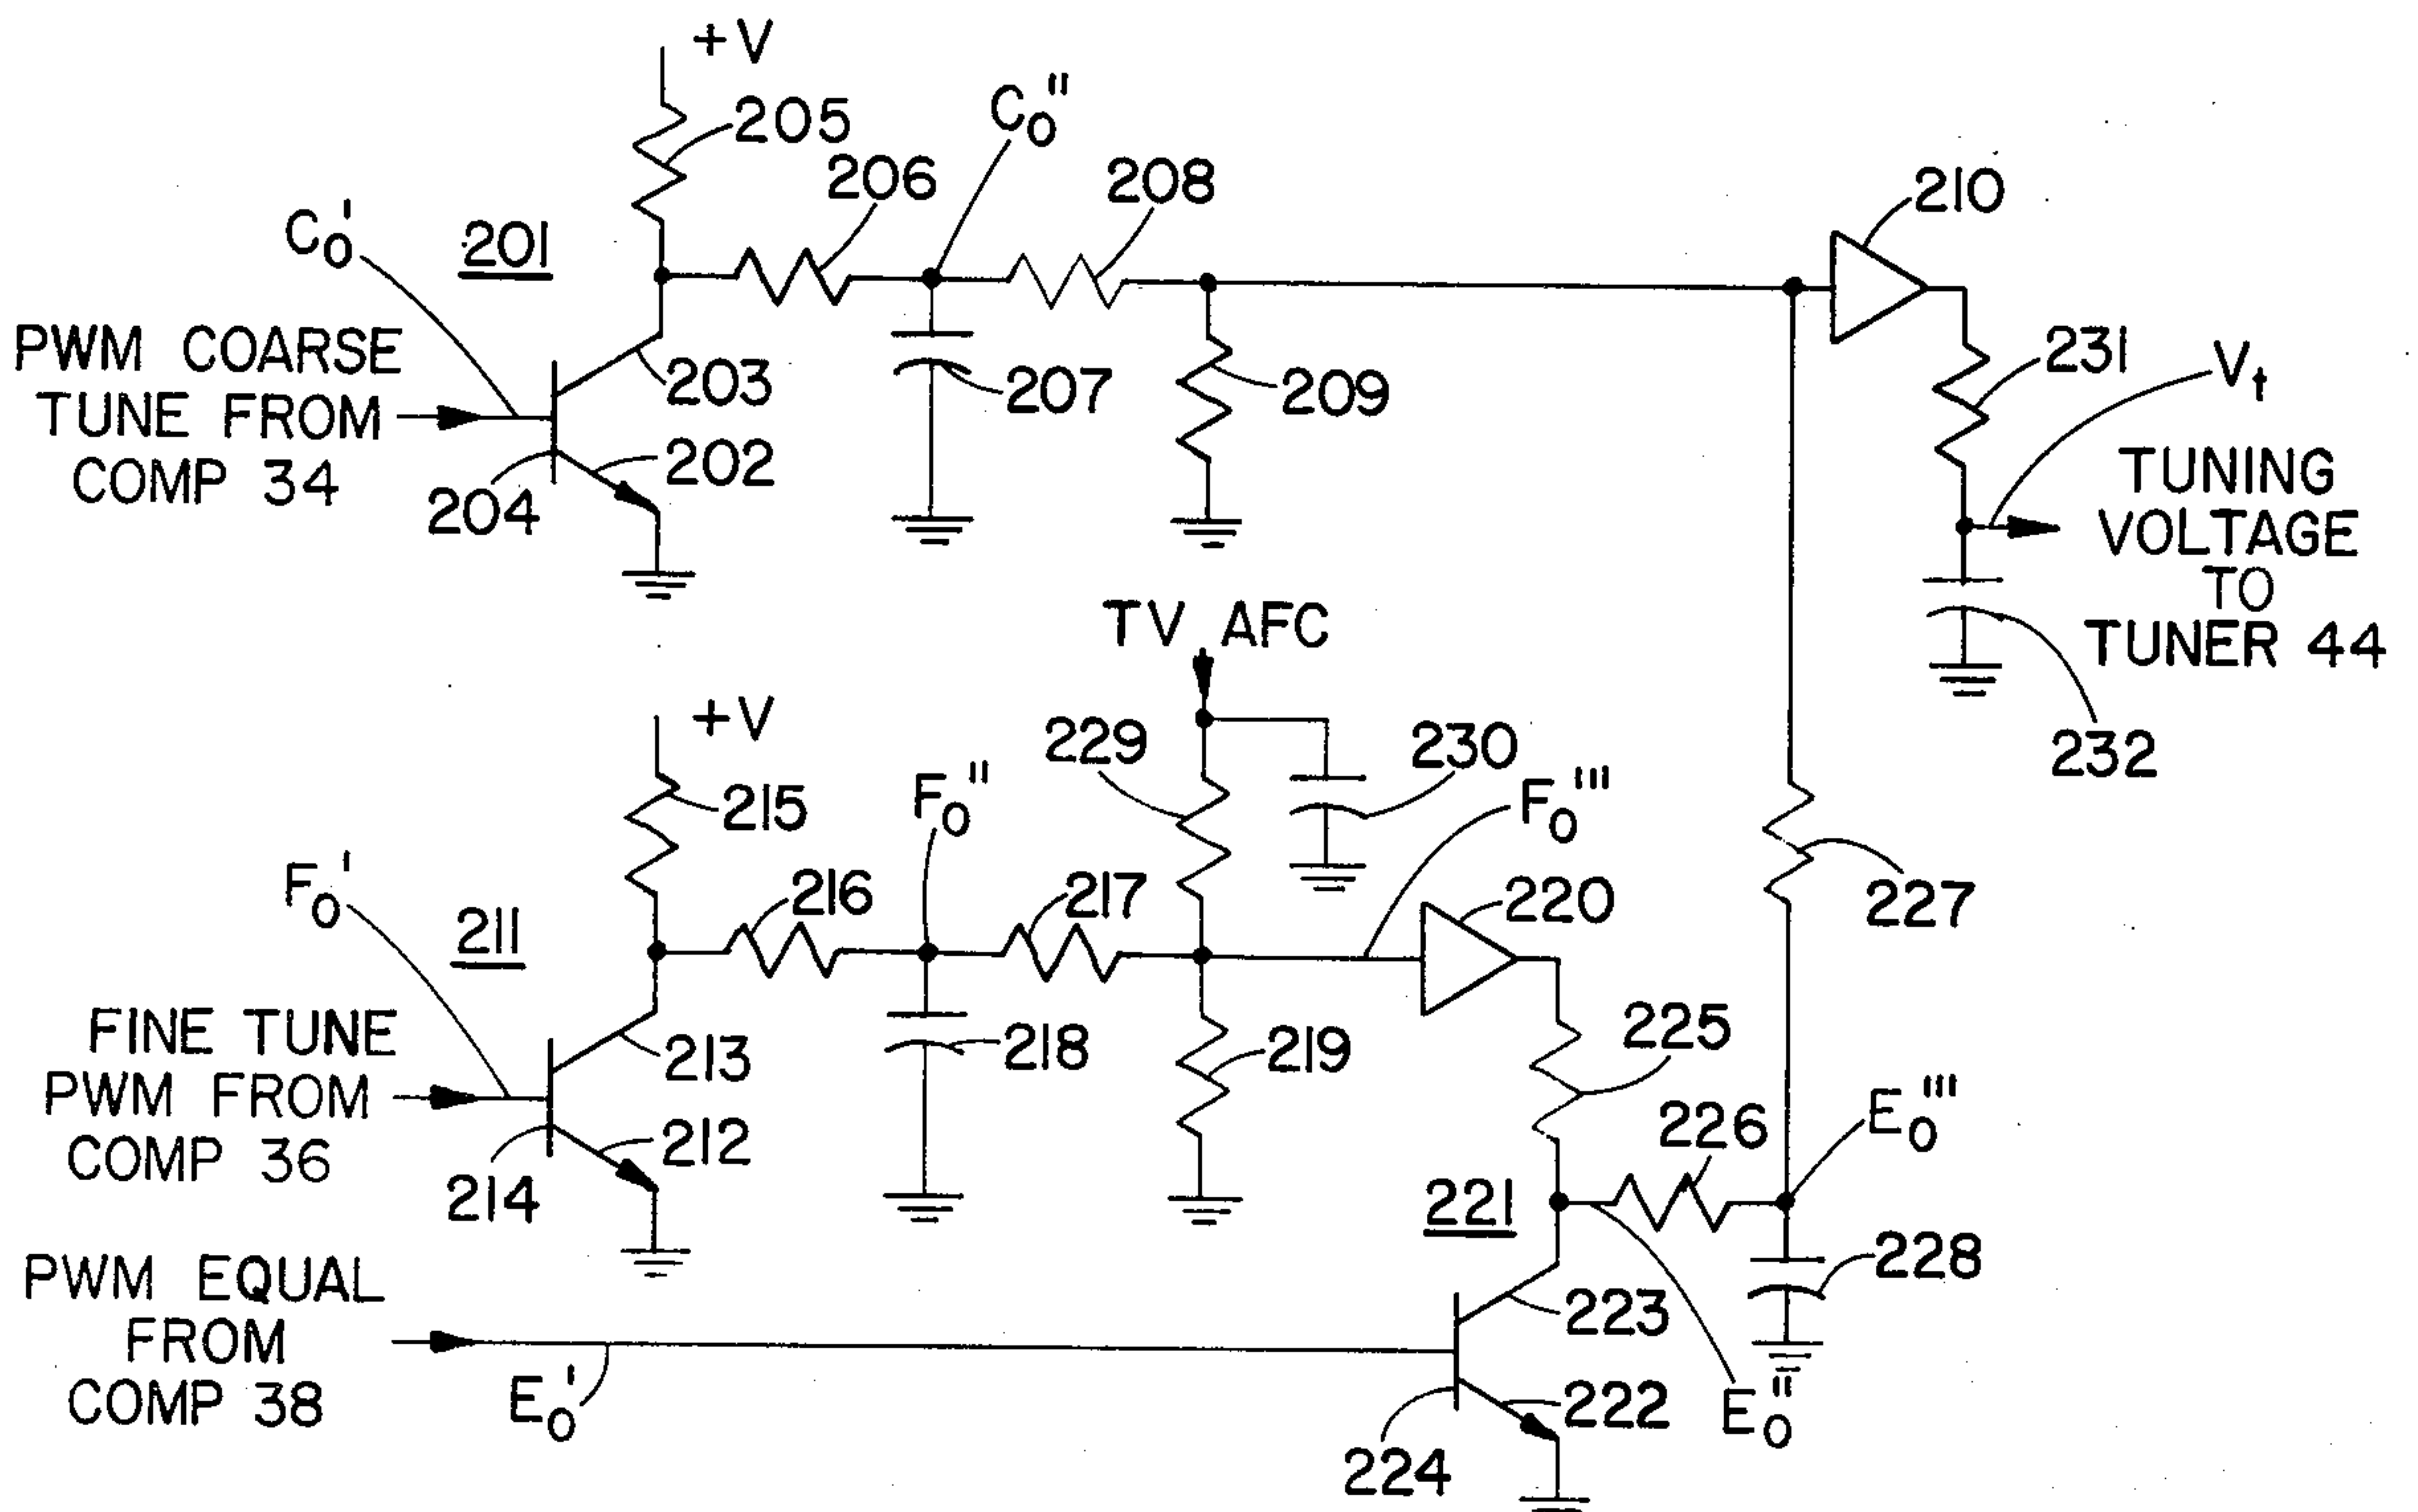 +V
205
C₀"
206
208
210
C₀'
201
PWM COARSE
TUNE FROM
COMP 34
203
207
209
231
Vt
204
202
TUNING
VOLTAGE
TO
TUNER 44
TV AFC
232
+V
229
230
F₀"
F₀'''
215
F₀'
211
216
217
220
227
FINE TUNE
PWM FROM
COMP 36
213
218
219
225
212
214
226
E₀'''
221
228
PWM EQUAL
FROM
COMP 38
223
E₀'
222
E₀"
224